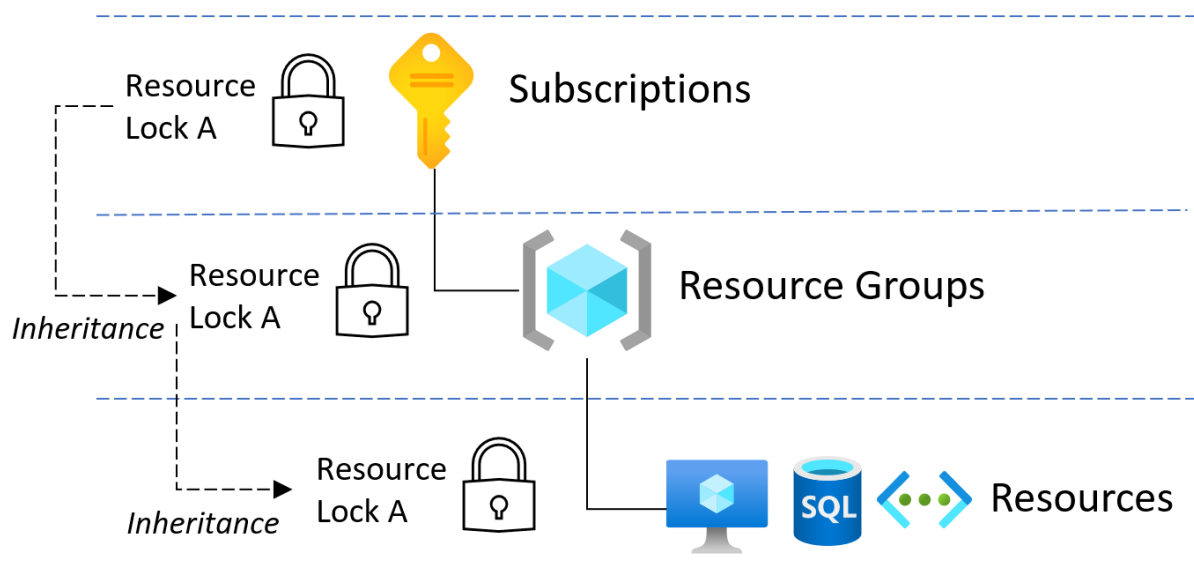 Resource
Lock A
Subscriptions
Resource
Lock A
Resource Groups
Inheritance
Resource
Lock A
SQL
Resources
Inheritance